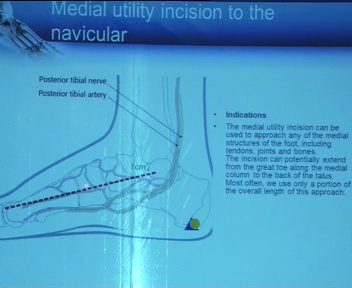 Medial utility incision to the
navicular
Posterior tibial nerve
Posterior tibial artery
1cm
• Indications
• The medial utility incision can be
used to approach any of the medial
structures of the foot, including
tendons, joints and bones.
The incision can potentially extend
from the great toe along the medial
column to the back of the talus.
Most often, we use only a portion of
the overall length of this approach.